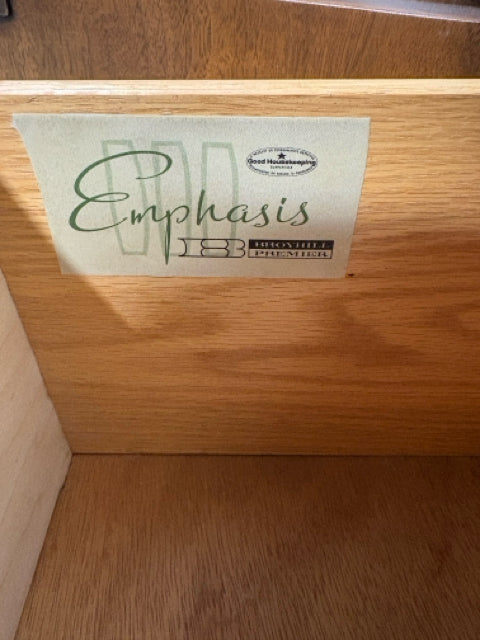 Good Housekeeping
Emphasis
B BROYHILL
PREMIER